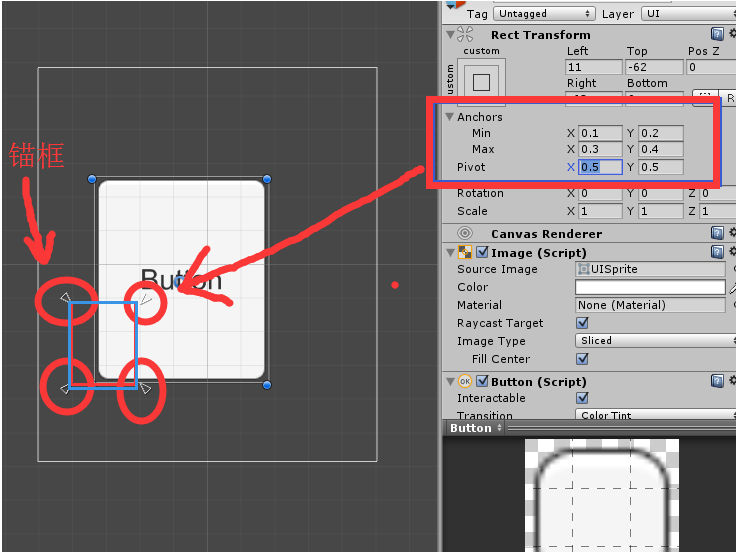 Tag Untagged Layer UI
Rect Transform
custom Left Top Pos Z
custom
11 -62 0
Right Bottom
R
Anchors
Min X 0.1 Y 0.2
Max X 0.3 Y 0.4
Pivot X 0.5 Y 0.5
Rotation X 0 Y 0 Z 0
Scale X 1 Y 1 Z 1
Canvas Renderer
Image (Script)
Source Image UISprite
Color
Material None (Material)
Raycast Target
Image Type Sliced
Fill Center
OK Button (Script)
Interactable
Transition Color Tint
Button
锚框
Button